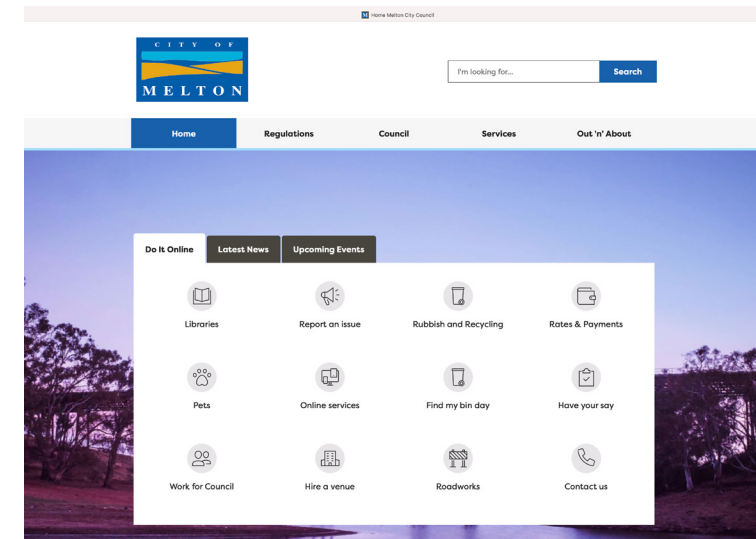 Home Melton City Council
CITY OF
MELTON
I'm looking for...
Search
Home Regulations Council Services Out 'n' About
Do It Online Latest News Upcoming Events
Libraries Report an issue Rubbish and Recycling Rates & Payments
Pets Online services Find my bin day Have your say
Work for Council Hire a venue Roadworks Contact us